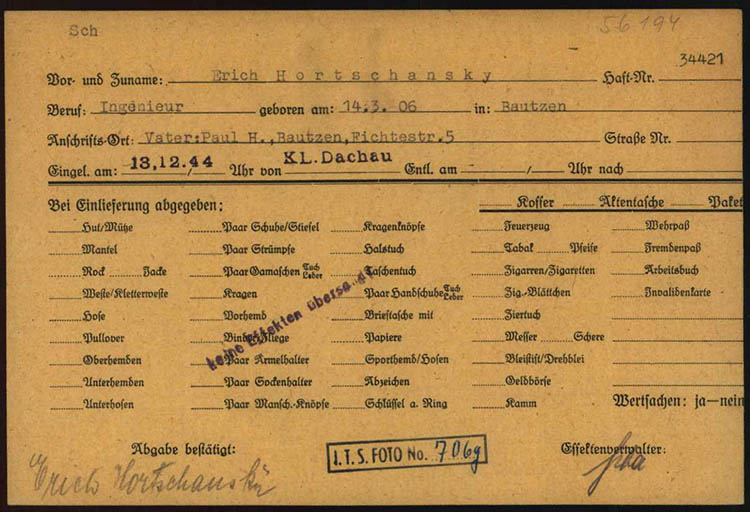 Sch
56194
34421
Vor- und Zuname: Erich Hortschansky Haft-Nr.
Beruf: Ingenieur geboren am: 14.3. 06 in: Bautzen
Anschrifts-Ort: Vater:Paul H.,Bautzen,Fichtestr.5 Straße Nr.
Eingel. am: 13,12.44 / Uhr von KL.Dachau Entl. am / Uhr nach
Bei Einlieferung abgegeben: Koffer Aktentasche Paket
Hut/Mütze Paar Schuhe/Stiefel Kragenknöpfe Feuerzeug Wehrpaß
Mantel Paar Strümpfe Halstuch Tabak Pfeife Fremdenpaß
Rock Jacke Paar Gamaschen Tuch Leder Taschentuch Zigarren/Zigaretten Arbeitsbuch
Weste/Kletterweste Kragen Paar Handschuhe Tuch Leder Zig.-Blättchen Invalidenkarte
Hose Vorhemd Brieftasche mit Ziertuch
Pullover Binder/Fliege Papiere Messer Schere
Oberhemden Paar Ärmelhalter Sporthemd/Hosen Bleistift/Drehblei
Unterhemden Paar Sockenhalter Abzeichen Geldbörse
Unterhosen Paar Mansch.-Knöpfe Schlüssel a. Ring Kamm Wertsachen: ja—nein
keine Effekten übersa
Abgabe bestätigt: I.T.S. FOTO No. 706g Effektenverwalter:
Erich Hortschansky